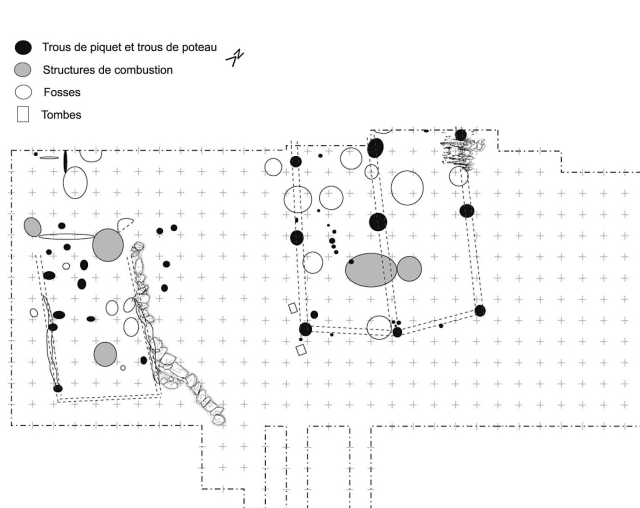 Trous de piquet et trous de poteau
N
Structures de combustion
Fosses
Tombes